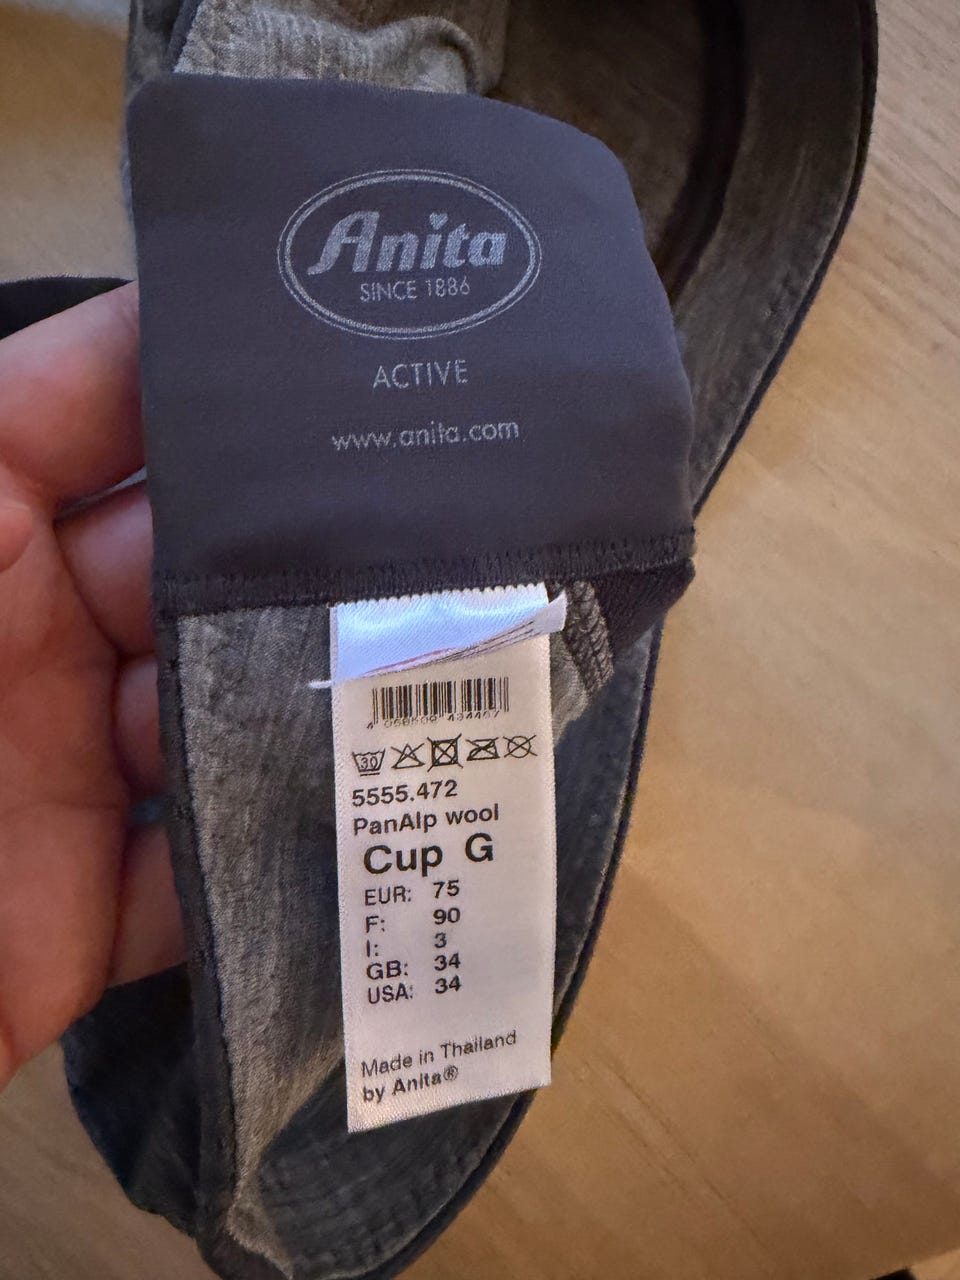 Anita
SINCE 1886
ACTIVE
www.anita.com
30
5555.472
PanAlp wool
Cup G
EUR: 75
F: 90
I: 3
GB: 34
USA: 34
Made in Thailand
by Anita®